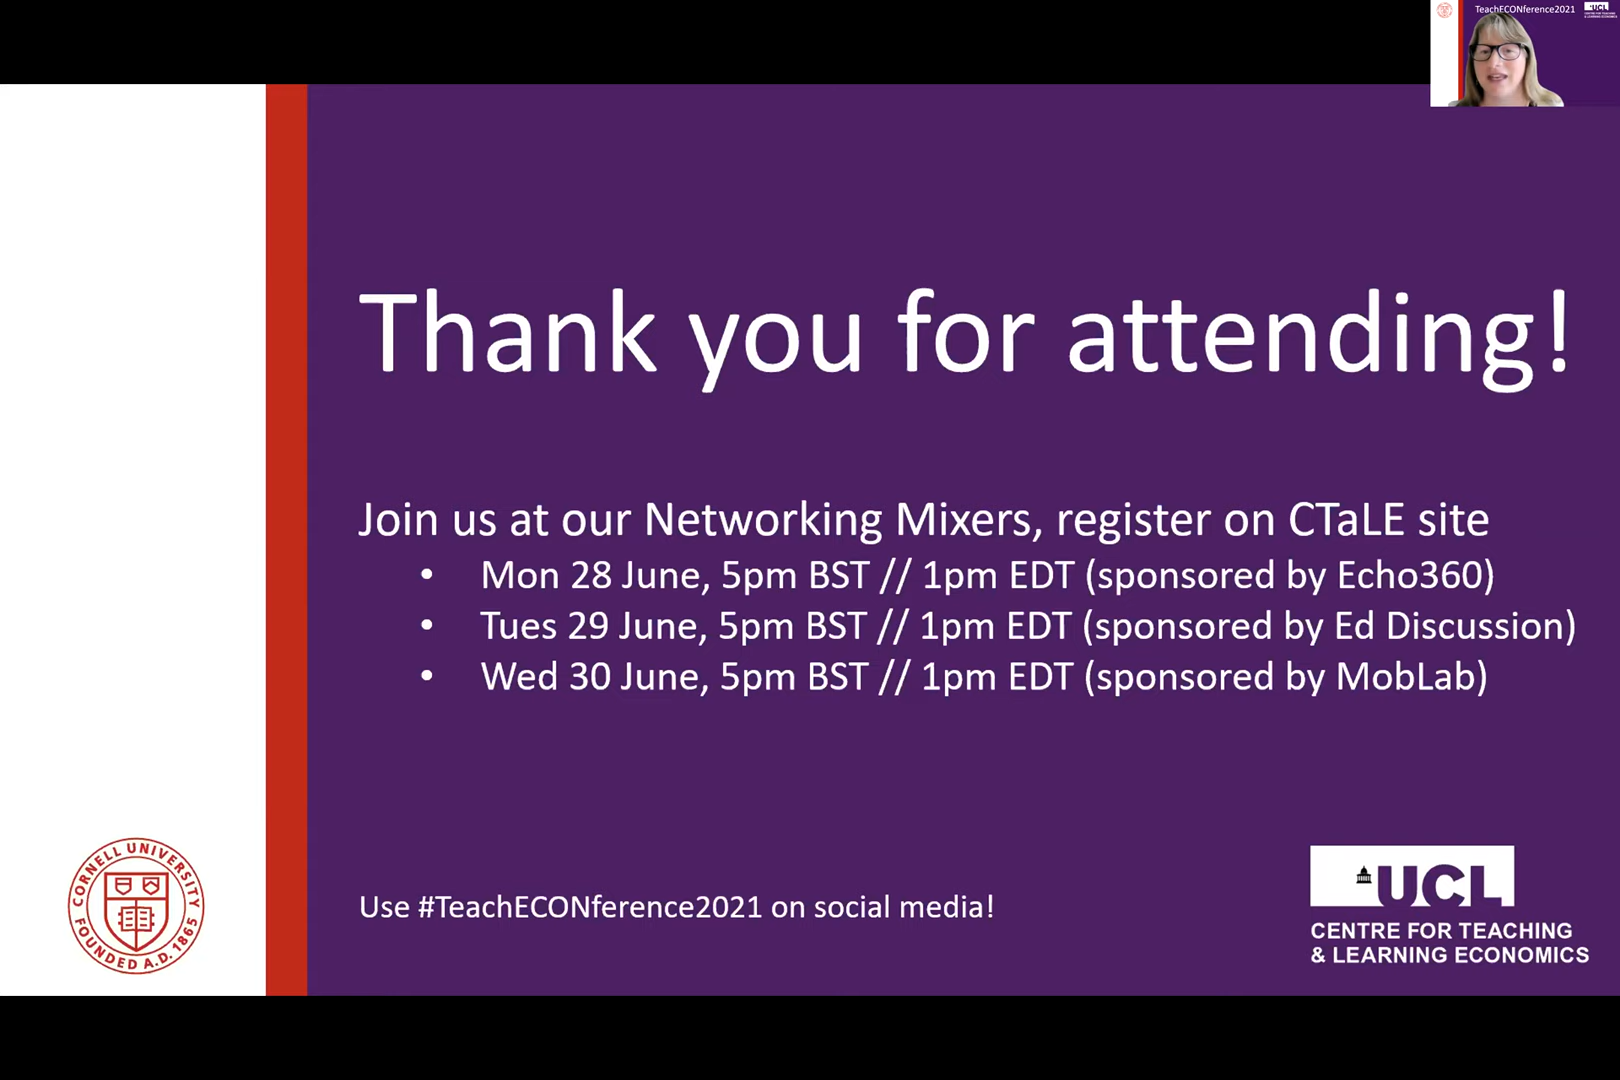 TeachECONference2021
UCL
Thank you for attending!
Join us at our Networking Mixers, register on CTaLE site
• Mon 28 June, 5pm BST // 1pm EDT (sponsored by Echo360)
• Tues 29 June, 5pm BST // 1pm EDT (sponsored by Ed Discussion)
• Wed 30 June, 5pm BST // 1pm EDT (sponsored by MobLab)
CORNELL UNIVERSITY
FOUNDED A.D. 1865
Use #TeachECONference2021 on social media!
UCL
CENTRE FOR TEACHING
& LEARNING ECONOMICS